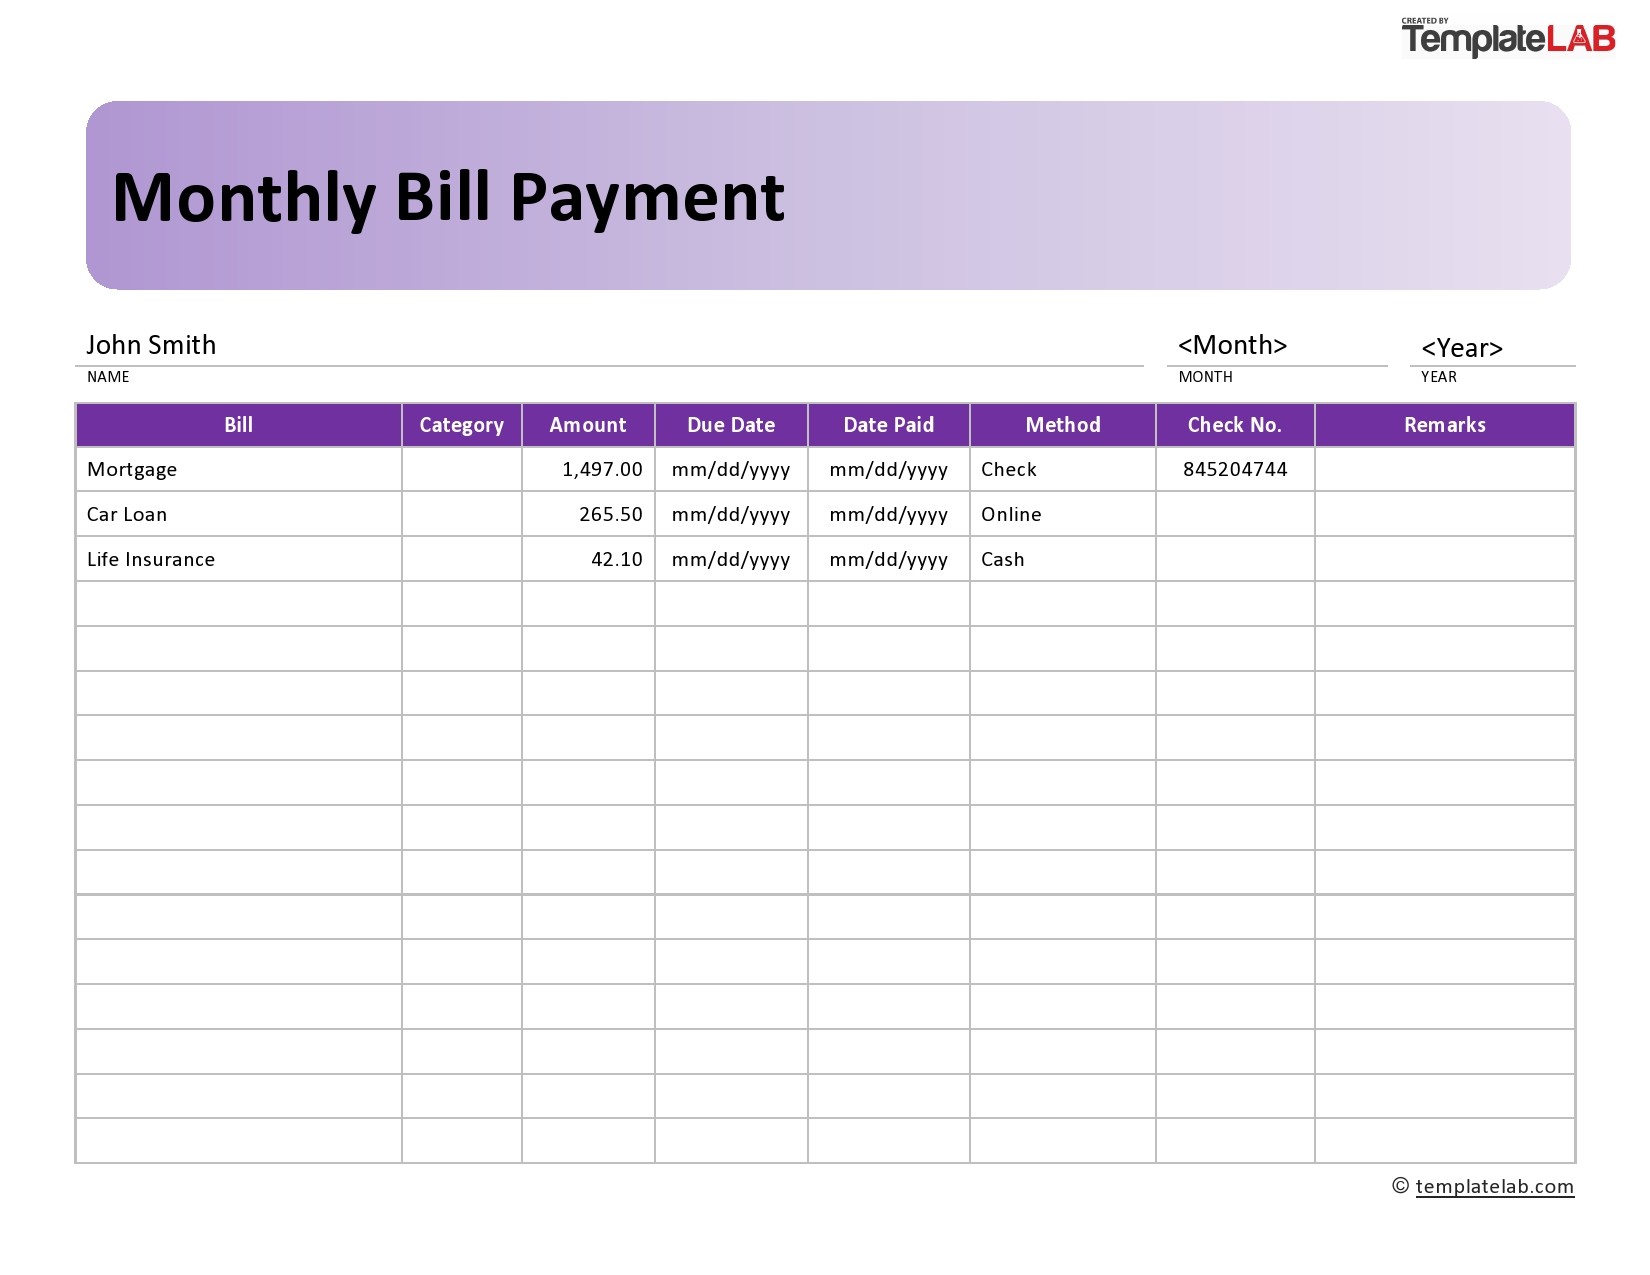 CREATED BY
TemplateLAB
Monthly Bill Payment
John Smith <Month> <Year>
NAME MONTH YEAR
Bill Category Amount Due Date Date Paid Method Check No. Remarks
Mortgage 1,497.00 mm/dd/yyyy mm/dd/yyyy Check 845204744
Car Loan 265.50 mm/dd/yyyy mm/dd/yyyy Online
Life Insurance 42.10 mm/dd/yyyy mm/dd/yyyy Cash
© templatelab.com